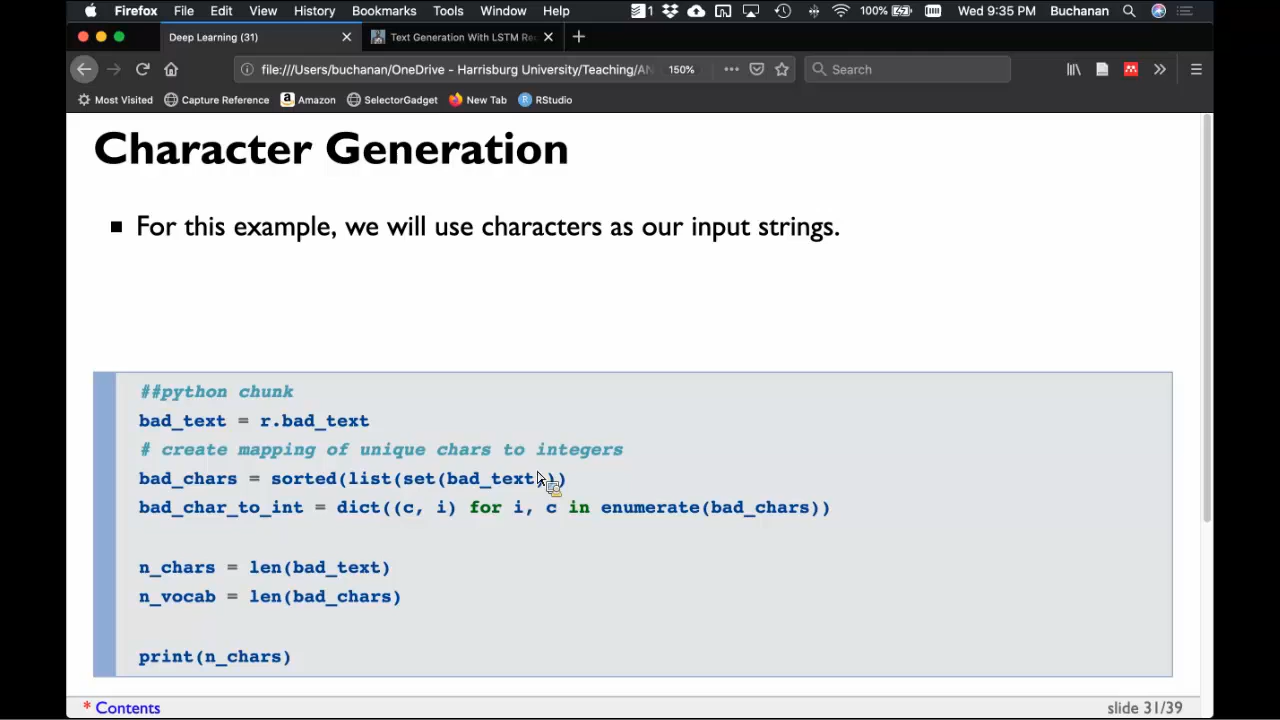 Firefox File Edit View History Bookmarks Tools Window Help 1 100% Wed 9:35 PM Buchanan
Deep Learning (31) Text Generation With LSTM Re
file:///Users/buchanan/OneDrive - Harrisburg University/Teaching/AN 150% Search
Most Visited Capture Reference Amazon SelectorGadget New Tab RStudio
Character Generation
For this example, we will use characters as our input strings.
##python chunk
bad_text = r.bad_text
# create mapping of unique chars to integers
bad_chars = sorted(list(set(bad_text)))
bad_char_to_int = dict((c, i) for i, c in enumerate(bad_chars))
n_chars = len(bad_text)
n_vocab = len(bad_chars)
print(n_chars)
* Contents slide 31/39